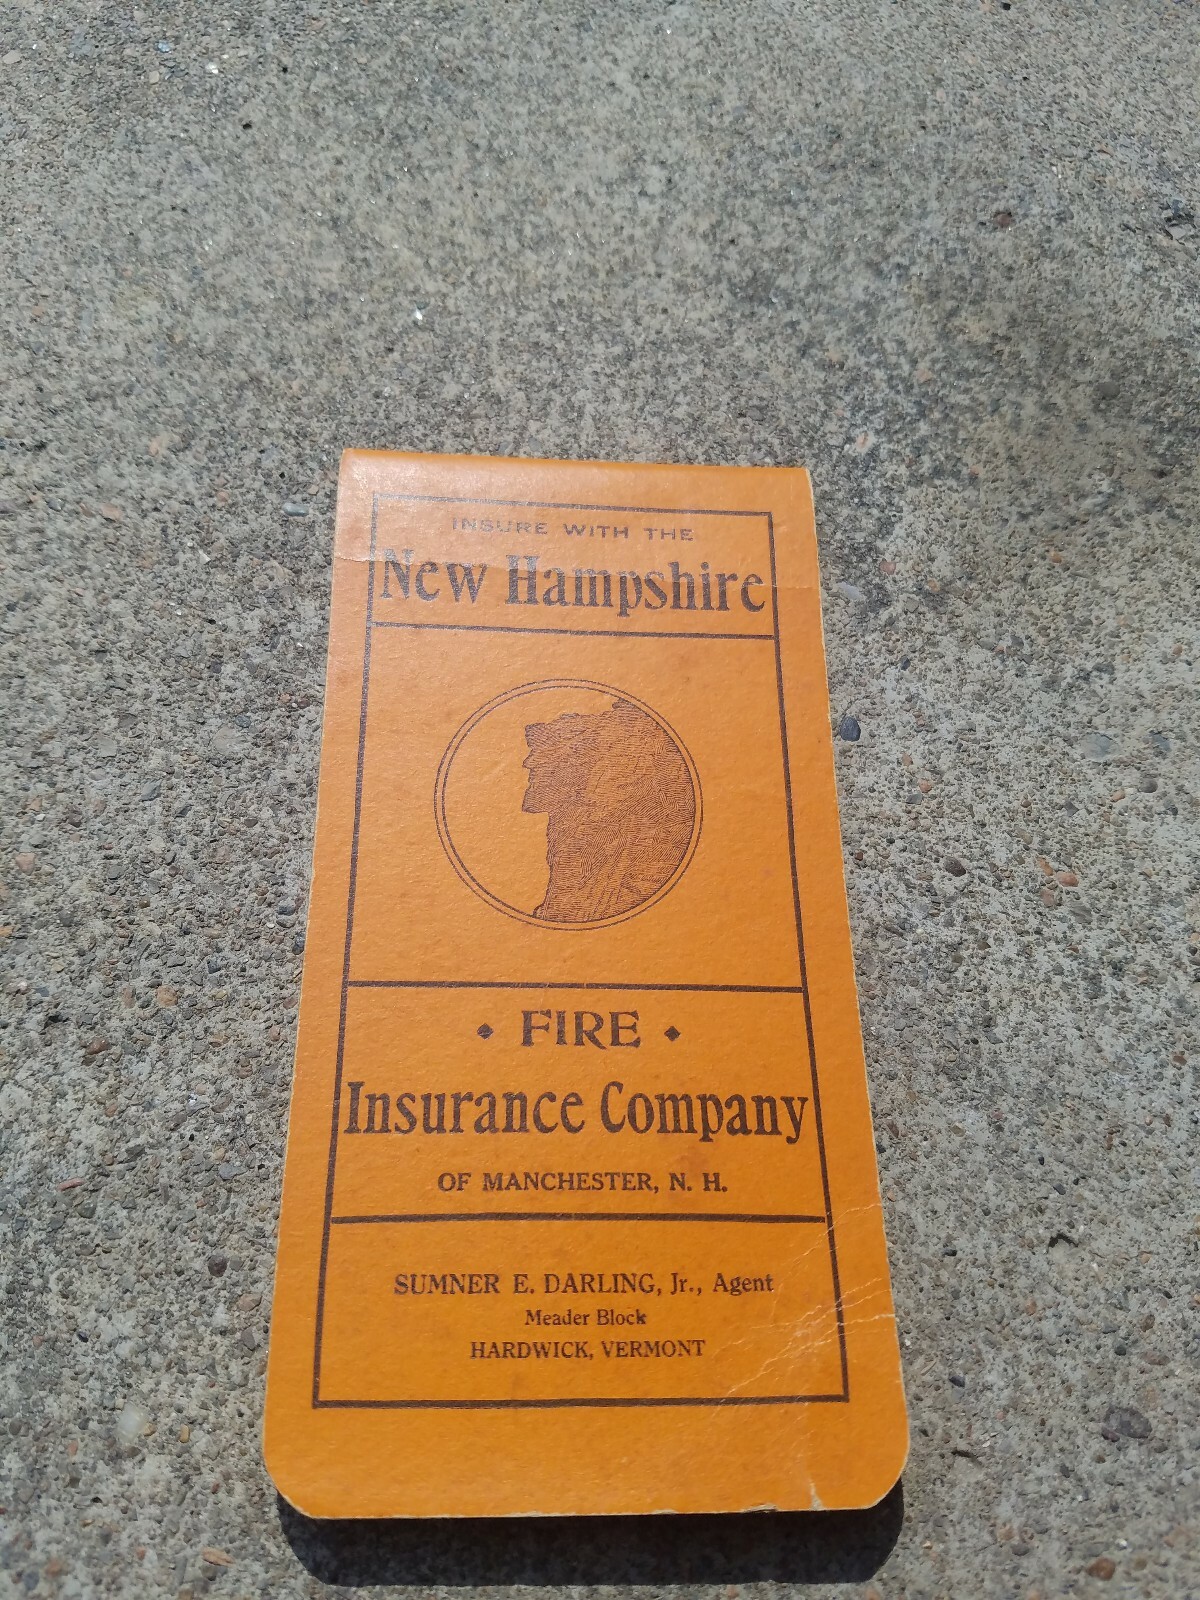 INSURE WITH THE
New Hampshire
• FIRE •
Insurance Company
OF MANCHESTER, N. H.
SUMNER E. DARLING, Jr., Agent
Meader Block
HARDWICK, VERMONT